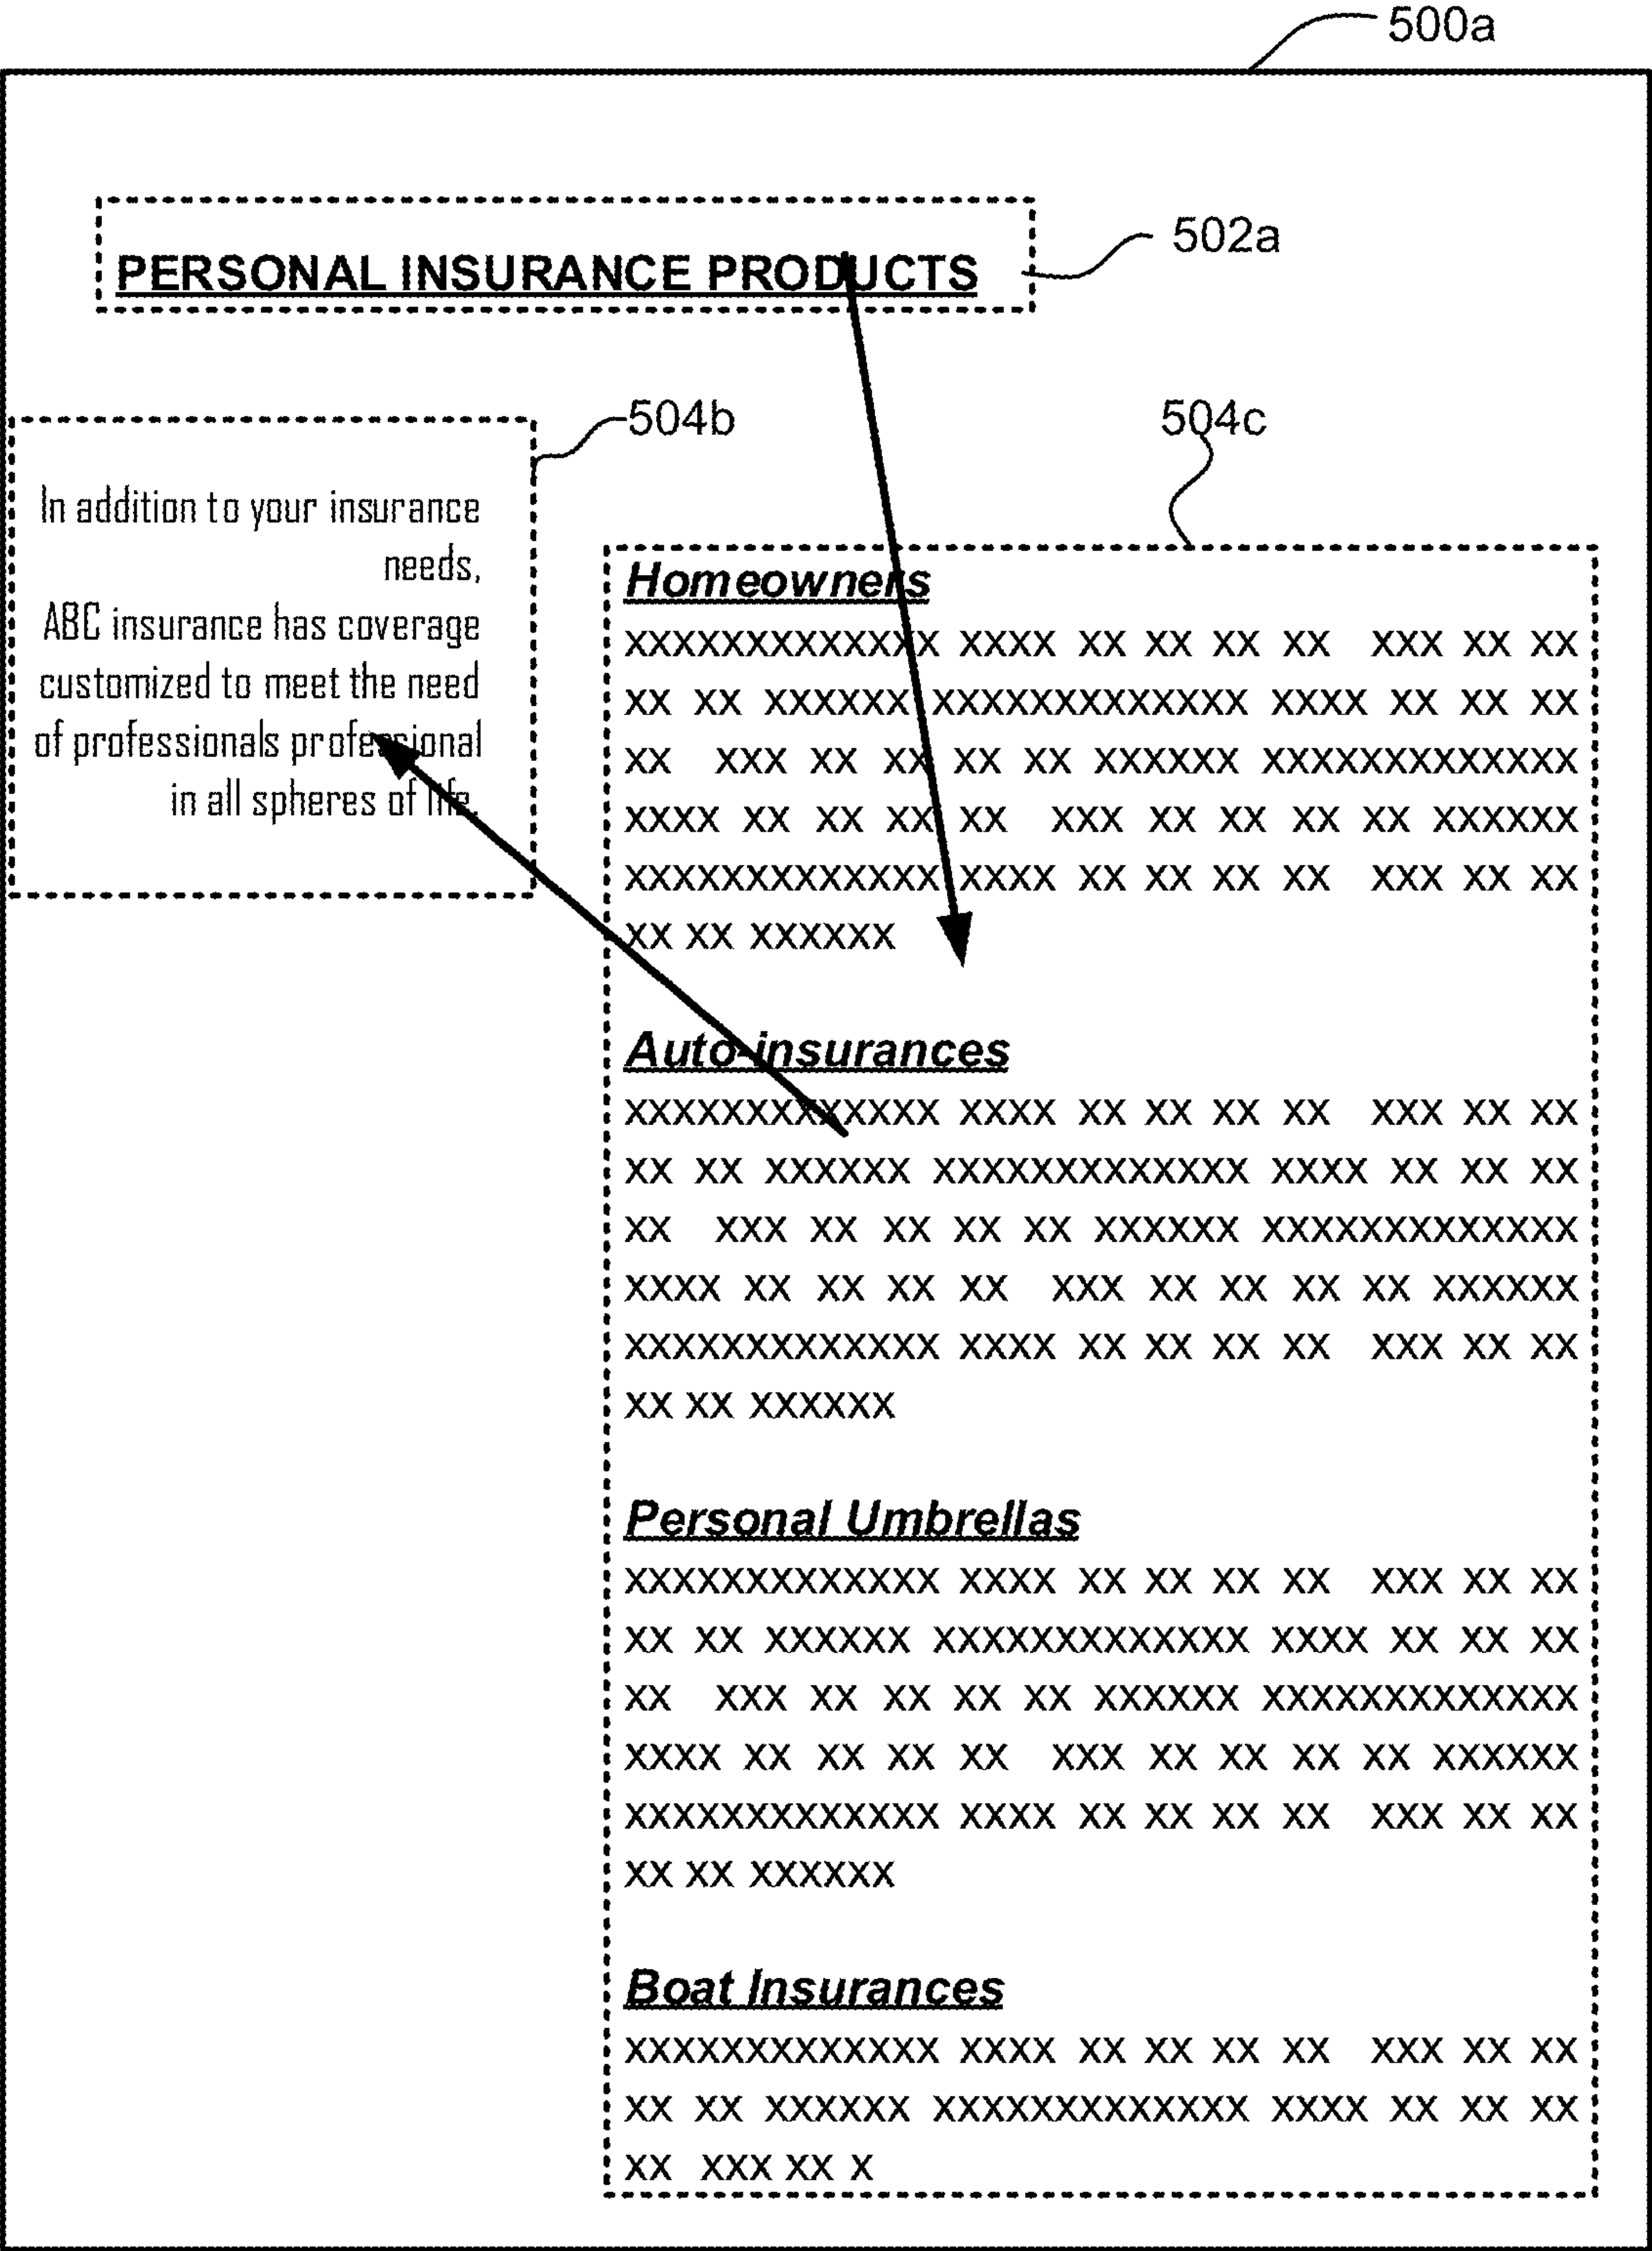 500a
502a
PERSONAL INSURANCE PRODUCTS
504b
504c
In addition to your insurance
needs,
ABC insurance has coverage
customized to meet the need
of professionals professional
in all spheres of life.
Homeowners
xxxxxxxxxxxxx xxxx xx xx xx xx xxx xx xx
xx xx xxxxxx xxxxxxxxxxxxx xxxx xx xx xx
xx xxx xx xx xx xx xxxxxx xxxxxxxxxxxxx
xxxx xx xx xx xx xxx xx xx xx xx xxxxxx
xxxxxxxxxxxxx xxxx xx xx xx xx xxx xx xx
xx xx xxxxxx
Auto-insurances
xxxxxxxxxxxxx xxxx xx xx xx xx xxx xx xx
xx xx xxxxxx xxxxxxxxxxxxx xxxx xx xx xx
xx xxx xx xx xx xx xxxxxx xxxxxxxxxxxxx
xxxx xx xx xx xx xxx xx xx xx xx xxxxxx
xxxxxxxxxxxxx xxxx xx xx xx xx xxx xx xx
xx xx xxxxxx
Personal Umbrellas
xxxxxxxxxxxxx xxxx xx xx xx xx xxx xx xx
xx xx xxxxxx xxxxxxxxxxxxx xxxx xx xx xx
xx xxx xx xx xx xx xxxxxx xxxxxxxxxxxxx
xxxx xx xx xx xx xxx xx xx xx xx xxxxxx
xxxxxxxxxxxxx xxxx xx xx xx xx xxx xx xx
xx xx xxxxxx
Boat Insurances
xxxxxxxxxxxxx xxxx xx xx xx xx xxx xx xx
xx xx xxxxxx xxxxxxxxxxxxx xxxx xx xx xx
xx xxx xx x